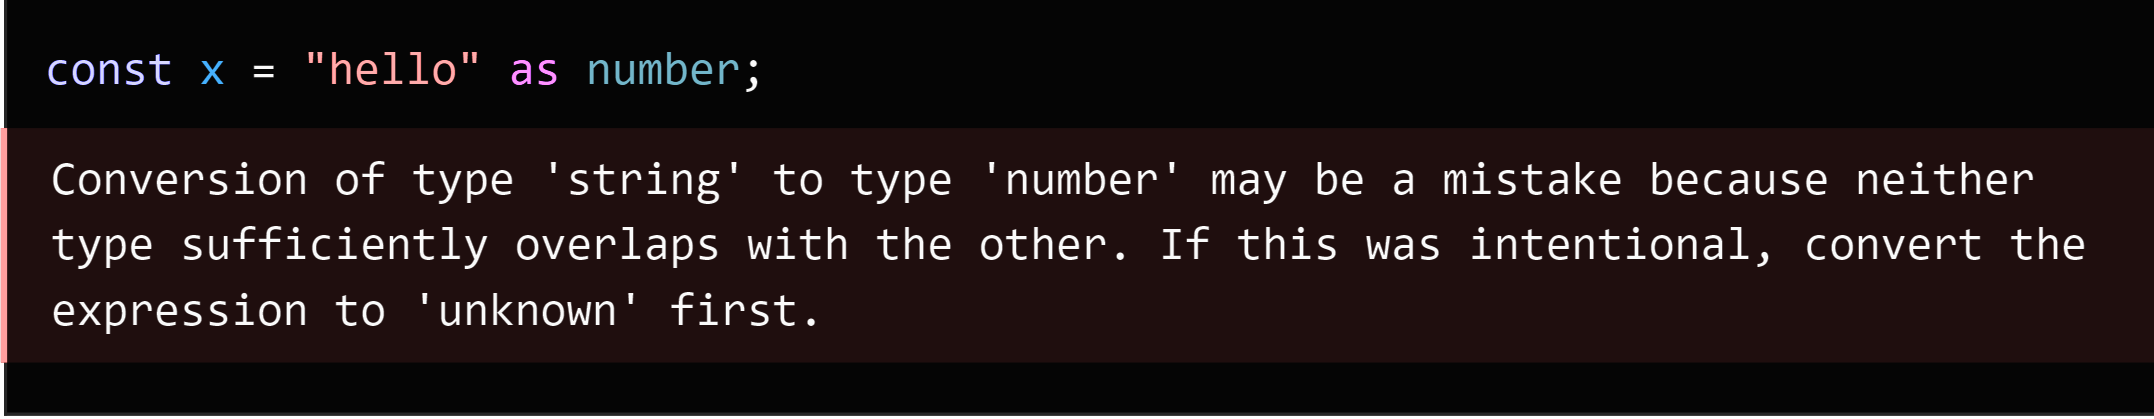 const x = "hello" as number;
Conversion of type 'string' to type 'number' may be a mistake because neither
type sufficiently overlaps with the other. If this was intentional, convert the
expression to 'unknown' first.